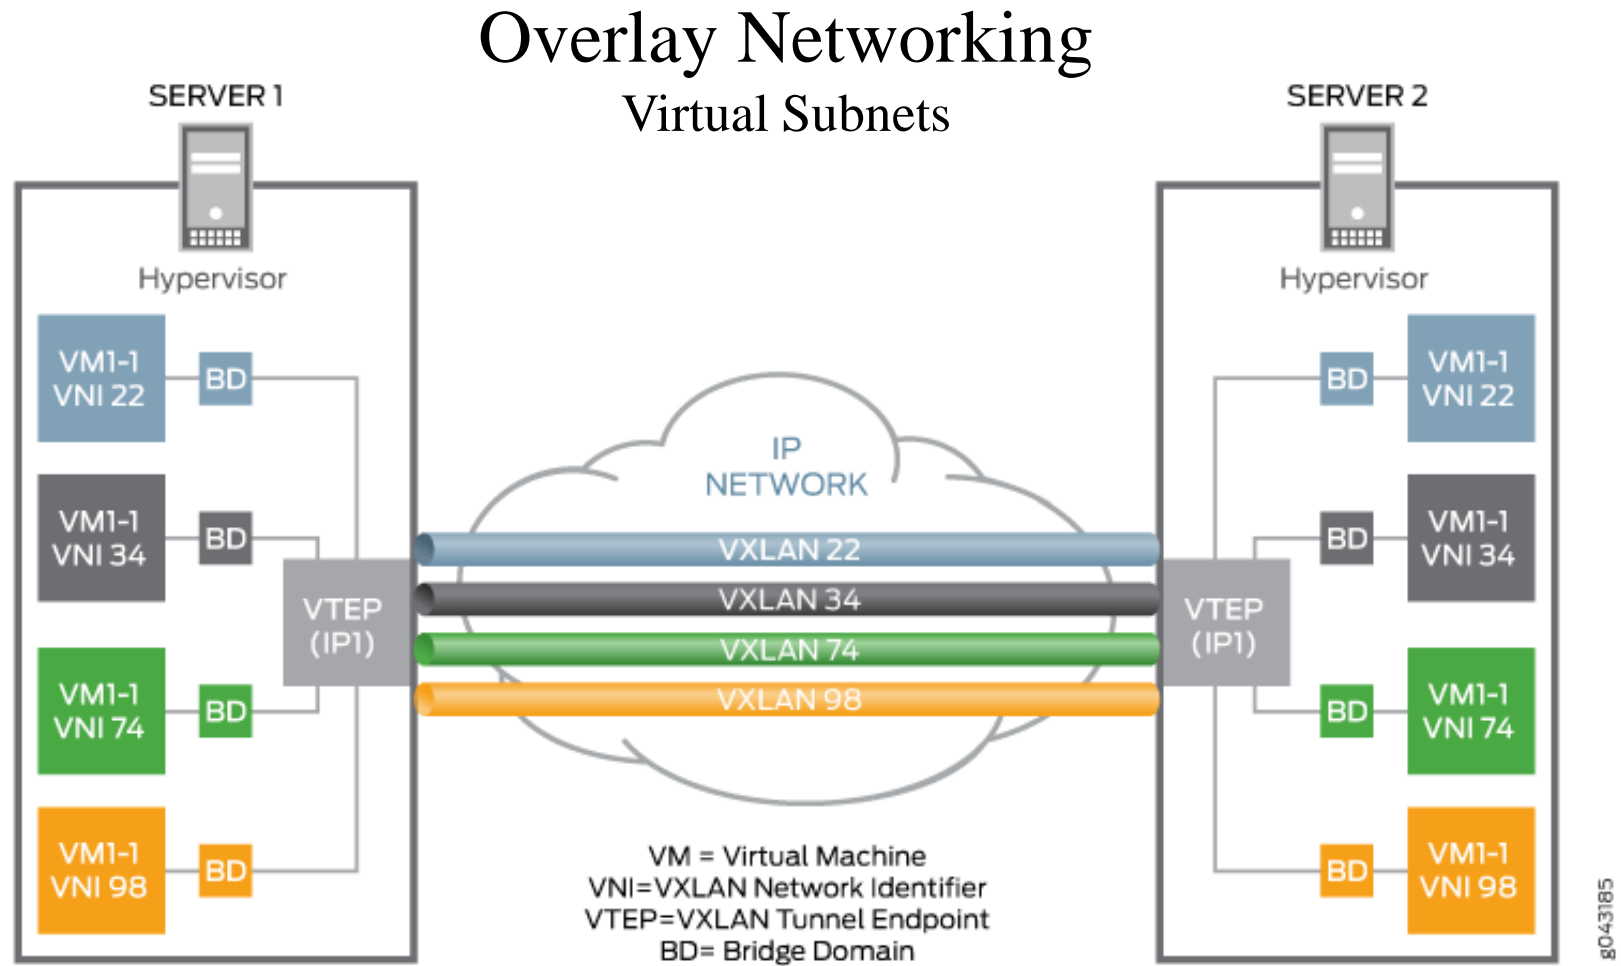 Overlay Networking
Virtual Subnets
SERVER 1
Hypervisor
VM1-1
VNI 22
BD
VM1-1
VNI 34
BD
VM1-1
VNI 74
BD
VM1-1
VNI 98
BD
VTEP
(IP1)
IP
NETWORK
VXLAN 22
VXLAN 34
VXLAN 74
VXLAN 98
SERVER 2
Hypervisor
BD
VM1-1
VNI 22
BD
VM1-1
VNI 34
VTEP
(IP1)
BD
VM1-1
VNI 74
BD
VM1-1
VNI 98
VM = Virtual Machine
VNI=VXLAN Network Identifier
VTEP=VXLAN Tunnel Endpoint
BD= Bridge Domain
g043185